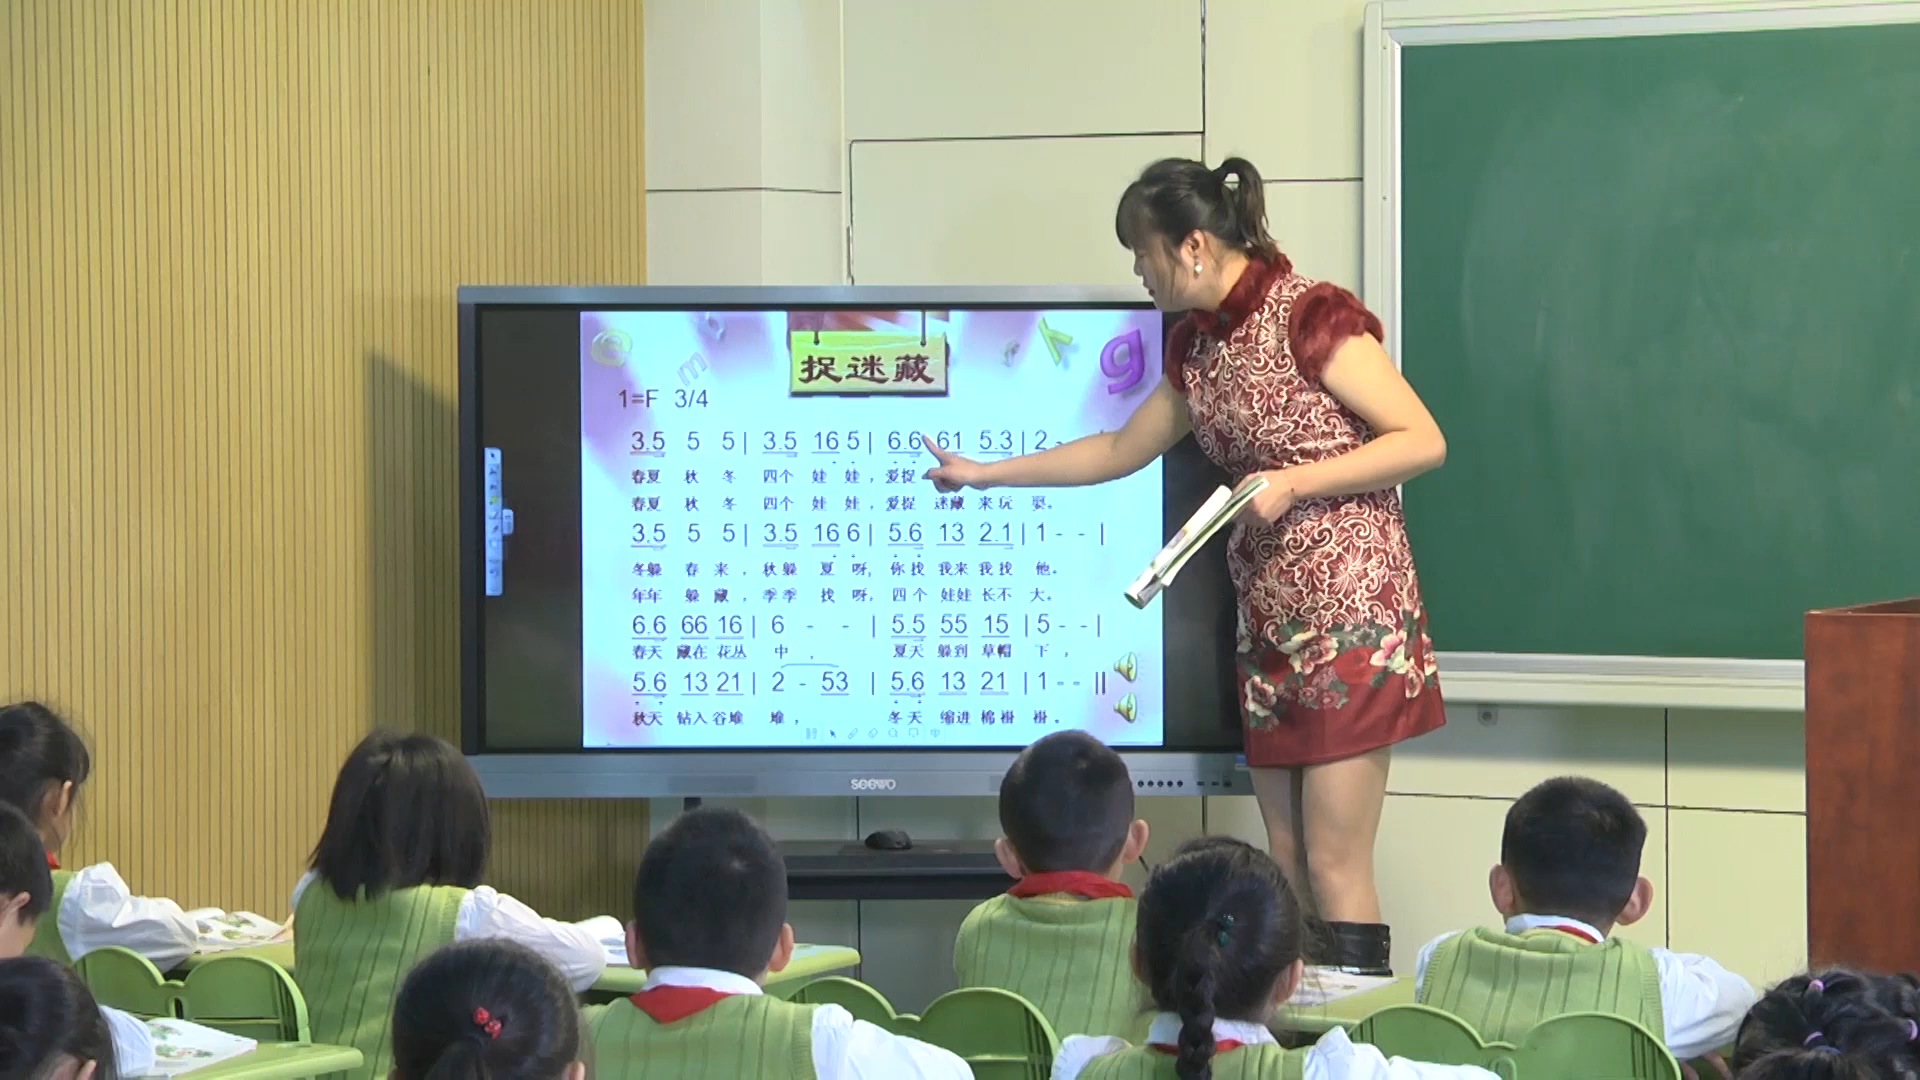 捉迷藏
1=F 3/4
3.5 5 5 | 3.5 16 5 | 6.6 61 5.3 | 2 - |
春夏 秋 冬 四个 娃 娃，爱捉
春夏 秋 冬 四个 娃 娃，爱捉 迷藏 来玩 耍。
3.5 5 5 | 3.5 16 6 | 5.6 13 2.1 | 1 - - |
冬躲 春 来，秋躲 夏 呀，你找 我来 我找 他。
年年 躲 藏，季季 找 呀，四个 娃娃 长不 大。
6.6 66 16 | 6 - - | 5.5 55 15 | 5 - - |
春天 藏在 花丛 中， 夏天 躲到 草帽 下，
5.6 13 21 | 2 - 53 | 5.6 13 21 | 1 - - ||
秋天 钻入 谷堆 堆， 冬天 缩进 棉褂 褂。
seewo